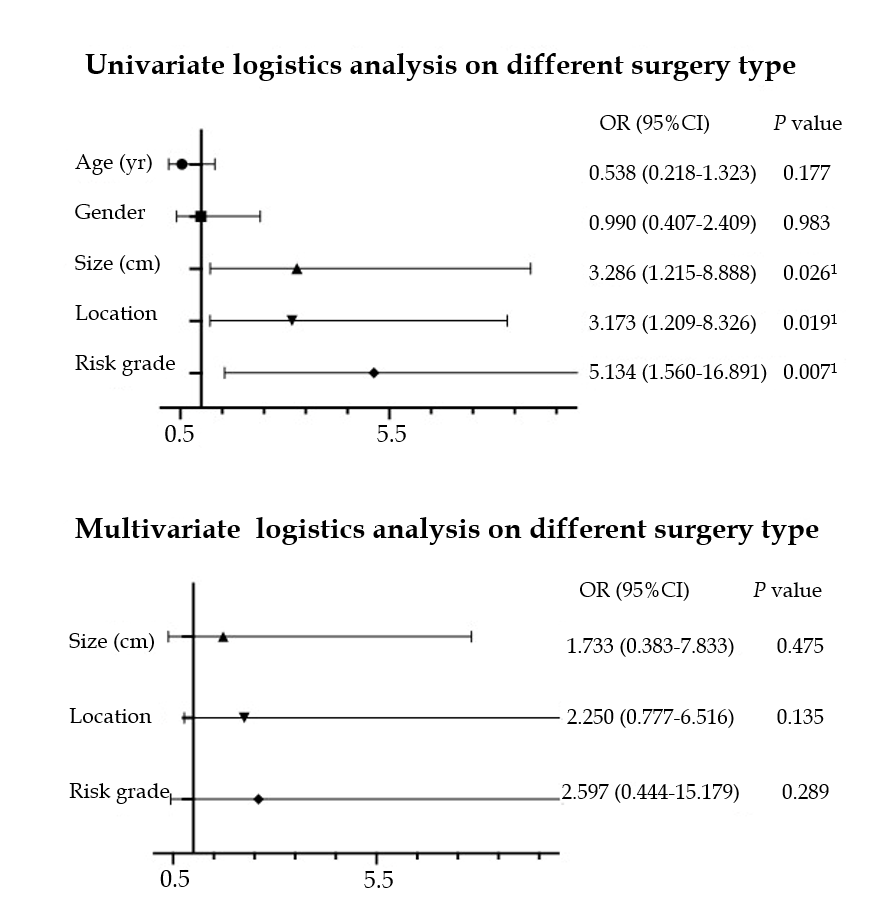 Univariate logistics analysis on different surgery type
OR (95%CI) P value
Age (yr) 0.538 (0.218-1.323) 0.177
Gender 0.990 (0.407-2.409) 0.983
Size (cm) 3.286 (1.215-8.888) 0.026¹
Location 3.173 (1.209-8.326) 0.019¹
Risk grade 5.134 (1.560-16.891) 0.007¹
0.5 5.5
Multivariate logistics analysis on different surgery type
OR (95%CI) P value
Size (cm) 1.733 (0.383-7.833) 0.475
Location 2.250 (0.777-6.516) 0.135
Risk grade 2.597 (0.444-15.179) 0.289
0.5 5.5